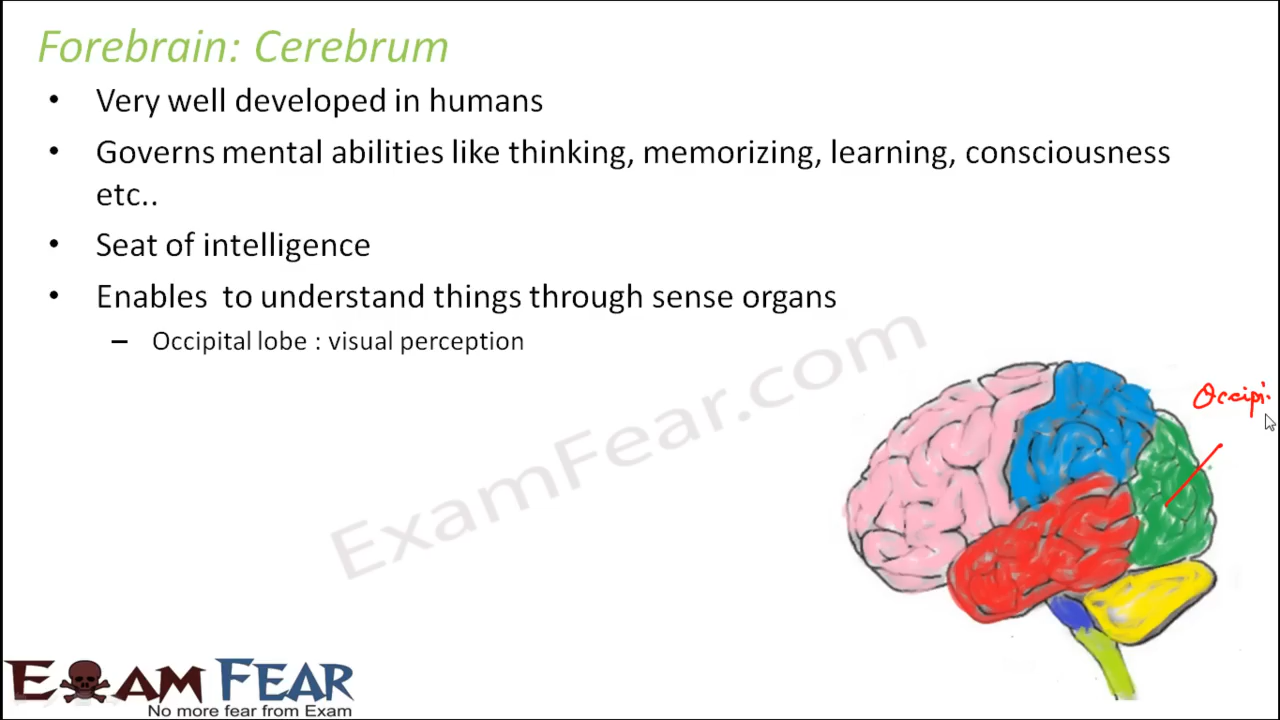 Forebrain: Cerebrum
• Very well developed in humans
• Governs mental abilities like thinking, memorizing, learning, consciousness
etc..
• Seat of intelligence
• Enables to understand things through sense organs
– Occipital lobe : visual perception
Occipi
ExamFear.com
EXAM FEAR
No more fear from Exam